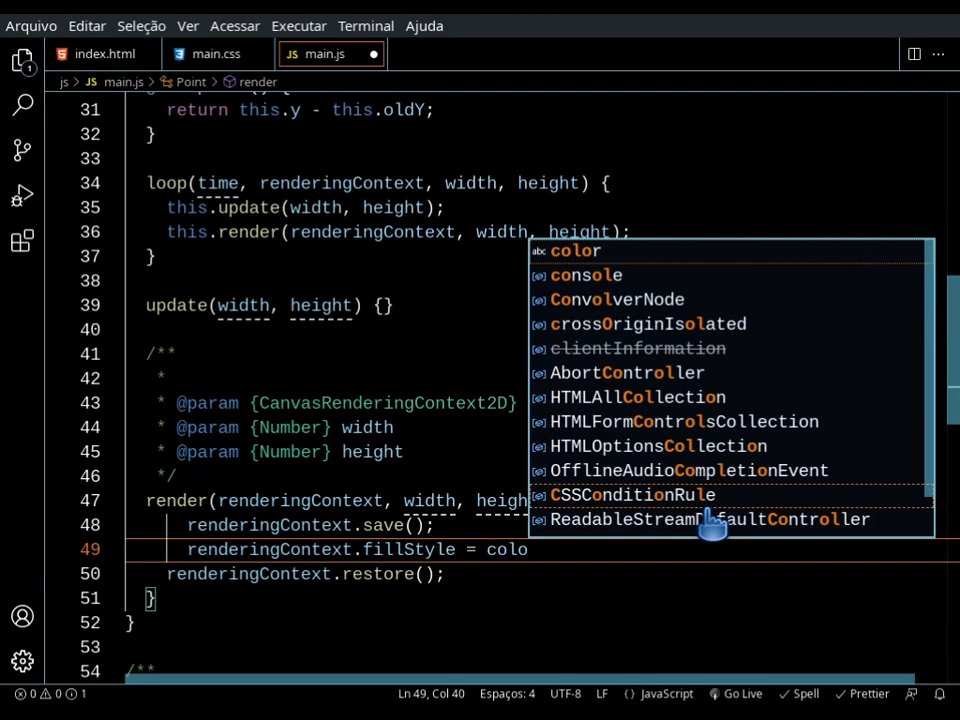 Arquivo Editar Seleção Ver Acessar Executar Terminal Ajuda
1
index.html
main.css
JS main.js
js > JS main.js > Point > render
31 return this.y - this.oldY;
32 }
33
34 loop(time, renderingContext, width, height) {
35 this.update(width, height);
36 this.render(renderingContext, width, height);
37 }
38
39 update(width, height) {}
40
41 /**
42 *
43 * @param {CanvasRenderingContext2D}
44 * @param {Number} width
45 * @param {Number} height
46 */
47 render(renderingContext, width, heigh
48 renderingContext.save();
49 renderingContext.fillStyle = colo
50 renderingContext.restore();
51 }
52 }
53
54 /**
abc color
console
ConvolverNode
crossOriginIsolated
clientInformation
AbortController
HTMLAllCollection
HTMLFormControlsCollection
HTMLOptionsCollection
OfflineAudioCompletionEvent
CSSConditionRule
ReadableStreamDefaultController
0 0 1 Ln 49, Col 40 Espaços: 4 UTF-8 LF {} JavaScript Go Live Spell Prettier